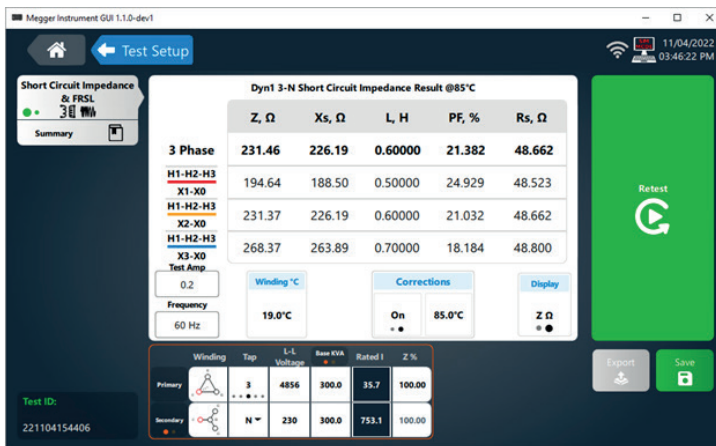 Megger Instrument GUI 1.1.0-dev1
Test Setup
11/04/2022
03:46:22 PM
Short Circuit Impedance
& FRSL
Summary
Dyn1 3-N Short Circuit Impedance Result @85°C
Z, Ω Xs, Ω L, H PF, % Rs, Ω
3 Phase 231.46 226.19 0.60000 21.382 48.662
H1-H2-H3
X1-X0
194.64 188.50 0.50000 24.929 48.523
H1-H2-H3
X2-X0
231.37 226.19 0.60000 21.032 48.662
H1-H2-H3
X3-X0
268.37 263.89 0.70000 18.184 48.800
Test Amp
0.2
Frequency
60 Hz
Winding °C
19.0°C
Corrections
On 85.0°C
Display
Z Ω
Retest
Winding Tap L-L Voltage Base KVA Rated I Z %
Primary 3 4856 300.0 35.7 100.00
Secondary N 230 300.0 753.1 100.00
Test ID:
221104154406
Export
Save